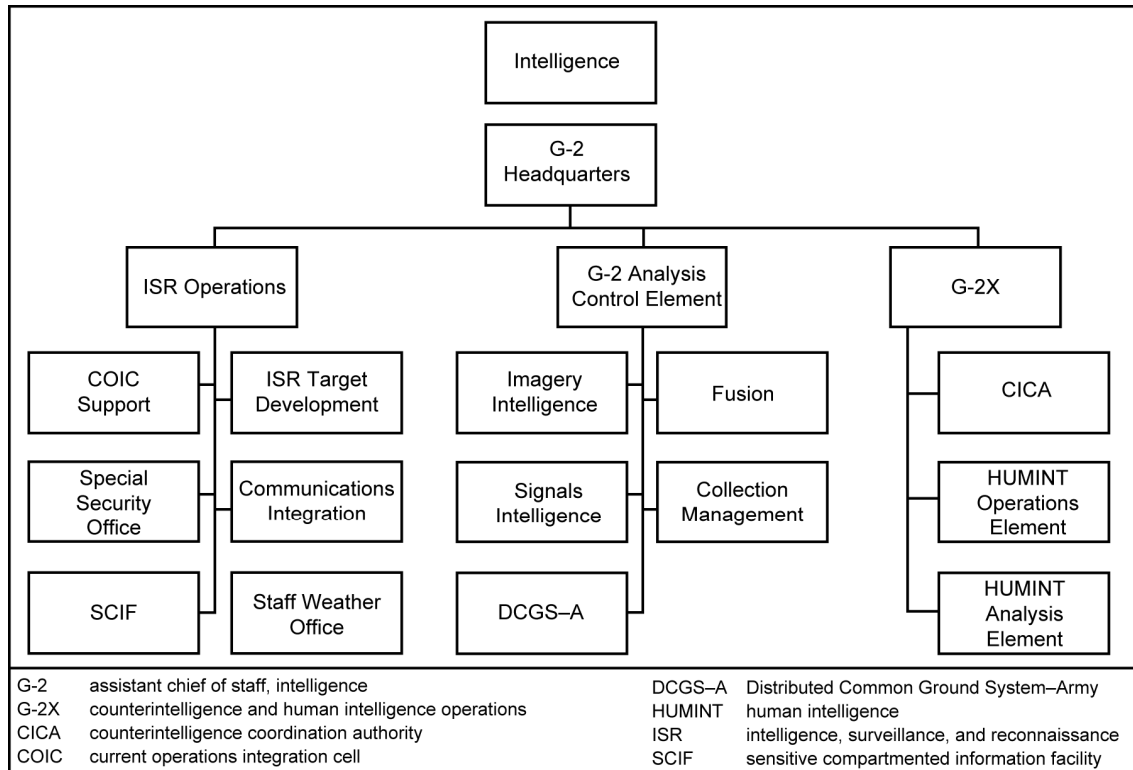 Intelligence
G-2
Headquarters
ISR Operations
G-2 Analysis
Control Element
G-2X
COIC
Support
ISR Target
Development
Imagery
Intelligence
Fusion
CICA
Special
Security
Office
Communications
Integration
Signals
Intelligence
Collection
Management
HUMINT
Operations
Element
SCIF
Staff Weather
Office
DCGS–A
HUMINT
Analysis
Element
G-2 assistant chief of staff, intelligence
G-2X counterintelligence and human intelligence operations
CICA counterintelligence coordination authority
COIC current operations integration cell
DCGS–A Distributed Common Ground System–Army
HUMINT human intelligence
ISR intelligence, surveillance, and reconnaissance
SCIF sensitive compartmented information facility